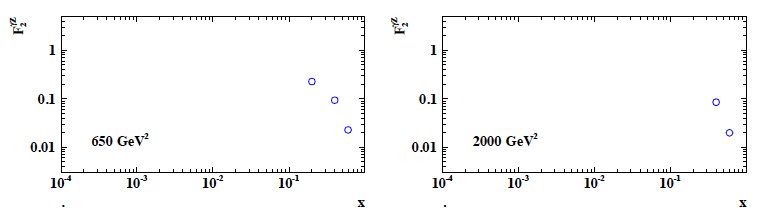 F₂^γZ
1
0.1
0.01
650 GeV²
10⁻⁴ 10⁻³ 10⁻² 10⁻¹
. x
F₂^γZ
1
0.1
0.01
2000 GeV²
10⁻⁴ 10⁻³ 10⁻² 10⁻¹
. x